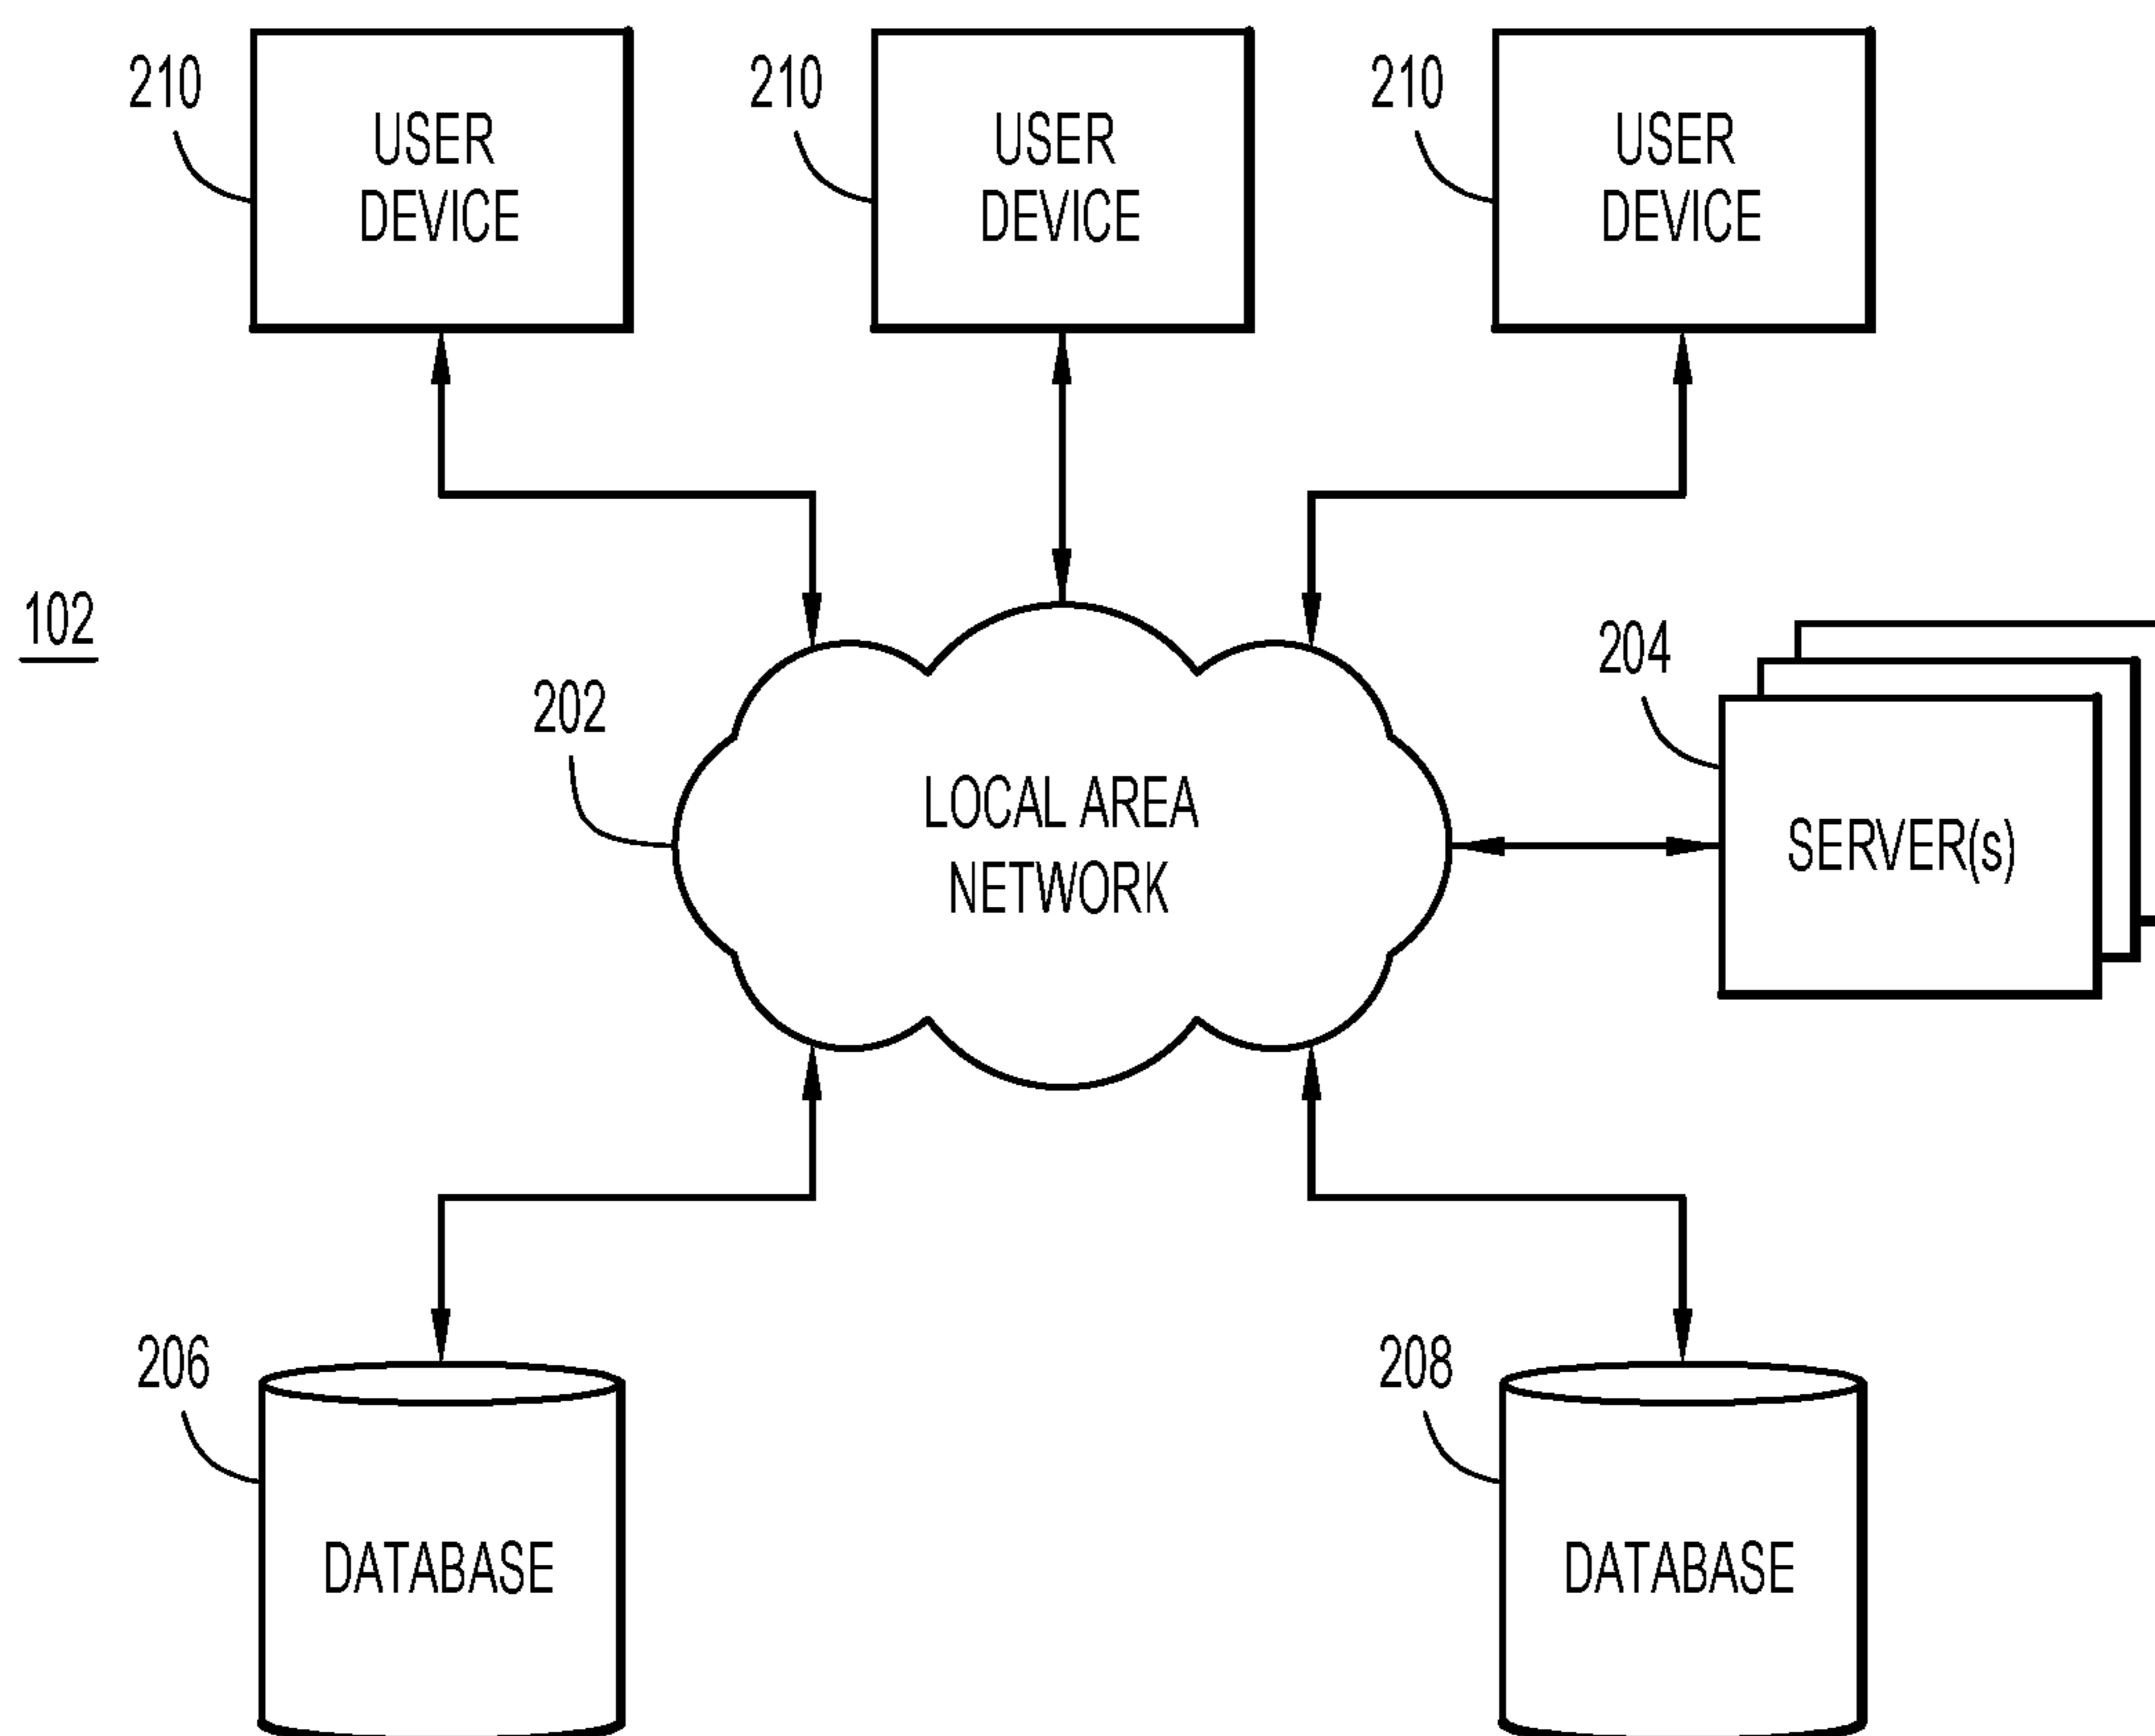 210
USER
DEVICE
210
USER
DEVICE
210
USER
DEVICE
102
202
LOCAL AREA
NETWORK
204
SERVER(s)
206
DATABASE
208
DATABASE